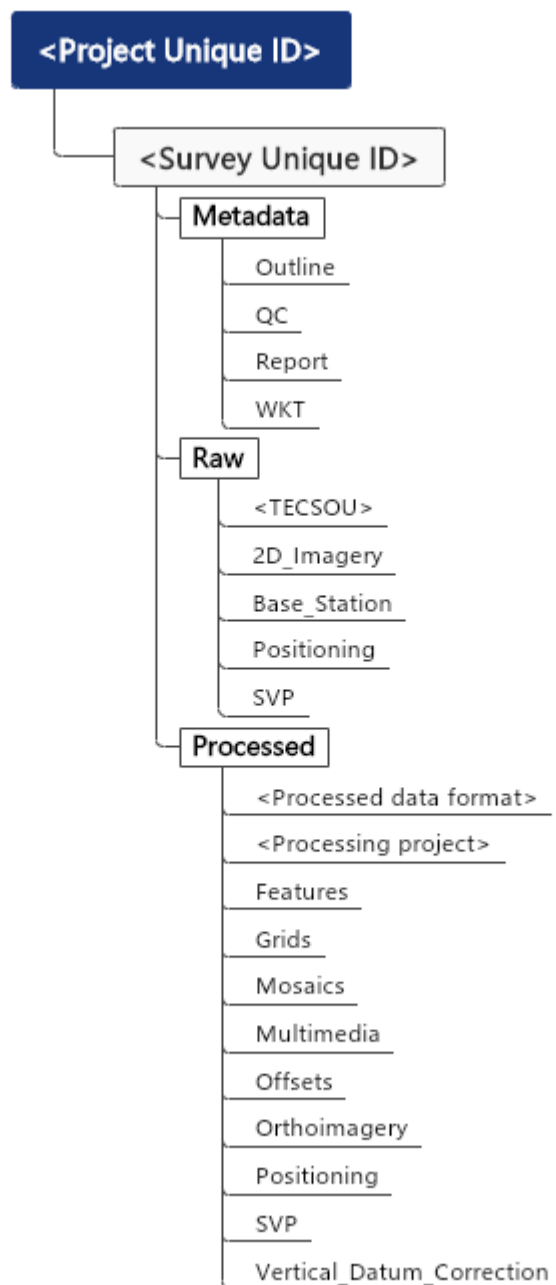 <Project Unique ID>
<Survey Unique ID>
Metadata
Outline
QC
Report
WKT
Raw
<TECSOU>
2D_Imagery
Base_Station
Positioning
SVP
Processed
<Processed data format>
<Processing project>
Features
Grids
Mosaics
Multimedia
Offsets
Orthoimagery
Positioning
SVP
Vertical_Datum_Correction